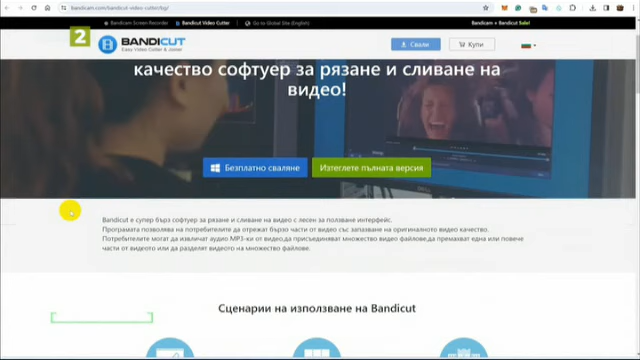 bandicam.com/bandicut-video-cutter/bg/
Bandicam Screen Recorder
Bandicut Video Cutter
Go to Global Site (English)
Bandicam + Bandicut Sale!
2
BANDICUT
Easy Video Cutter & Joiner
Свали
Купи
качество софтуер за рязане и сливане на
видео!
Безплатно сваляне
Изтеглете пълната версия
Bandicut е супер бърз софтуер за рязане и сливане на видео с лесен за ползване интерфейс.
Програмата позволява на потребителите да отрежат бързо части от видео със запазване на оригиналното видео качество.
Потребителите могат да извличат аудио MP3-ки от видео,да присъединяват множество видео файлове,да премахват една или повече
части от видеото или да разделят видеото на множество файлове.
Сценарии на използване на Bandicut